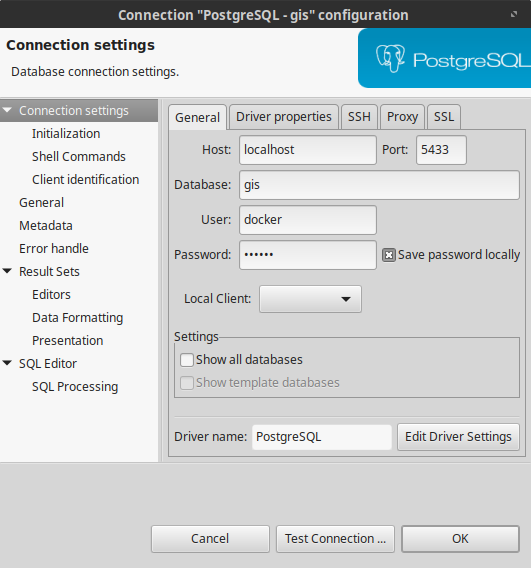 Connection "PostgreSQL - gis" configuration
Connection settings
Database connection settings.
PostgreSQL
Connection settings
Initialization
Shell Commands
Client identification
General
Metadata
Error handle
Result Sets
Editors
Data Formatting
Presentation
SQL Editor
SQL Processing
General Driver properties SSH Proxy SSL
Host: localhost Port: 5433
Database: gis
User: docker
Password: •••••• Save password locally
Local Client:
Settings
Show all databases
Show template databases
Driver name: PostgreSQL Edit Driver Settings
Cancel Test Connection ... OK